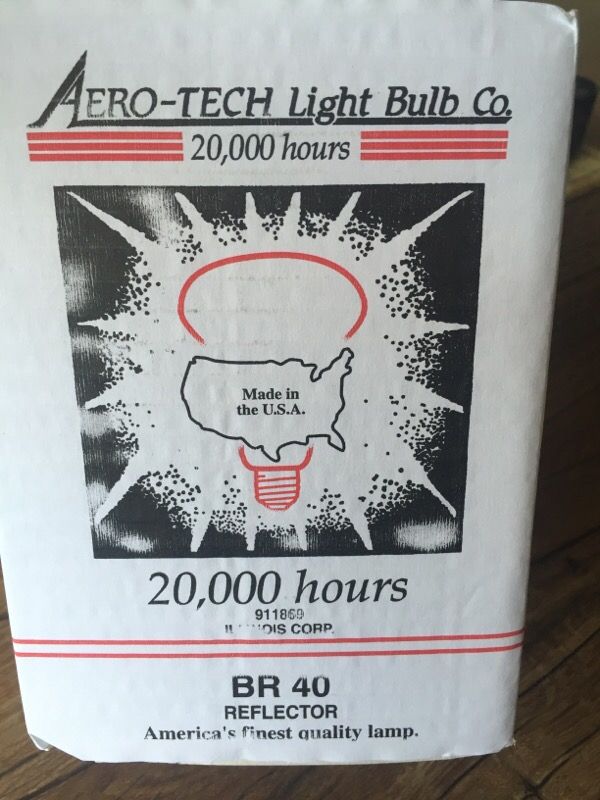 AERO-TECH Light Bulb Co.
20,000 hours
Made in
the U.S.A.
20,000 hours
911869
ILLINOIS CORP.
BR 40
REFLECTOR
America's finest quality lamp.